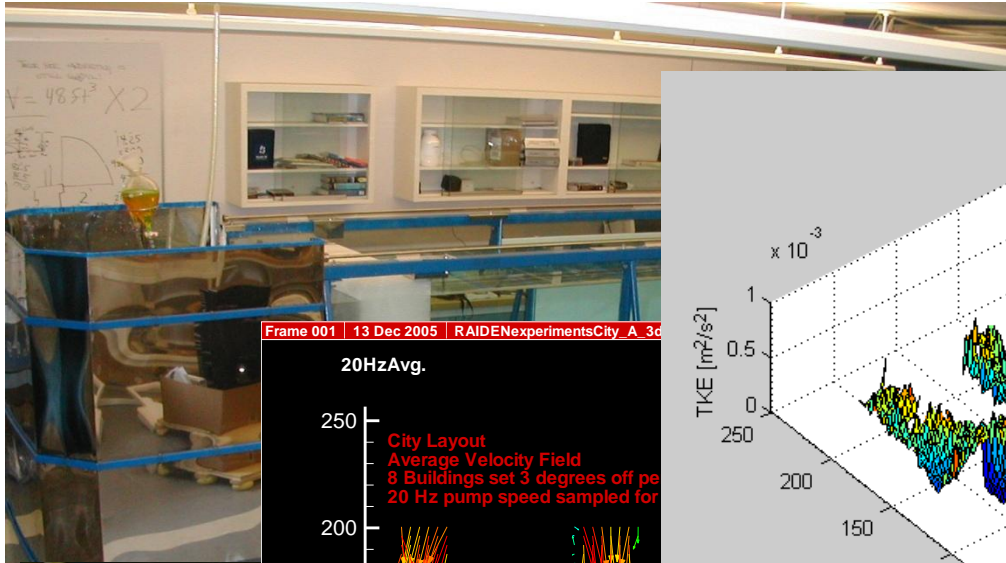 V = 48 ft³ X2
2
Frame 001 | 13 Dec 2005 | RAIDENexperimentsCity_A_3d
20HzAvg.
250
City Layout
Average Velocity Field
8 Buildings set 3 degrees off pe
20 Hz pump speed sampled for
200
x 10⁻³
1
0.5
0
TKE [m²/s²]
250
200
150